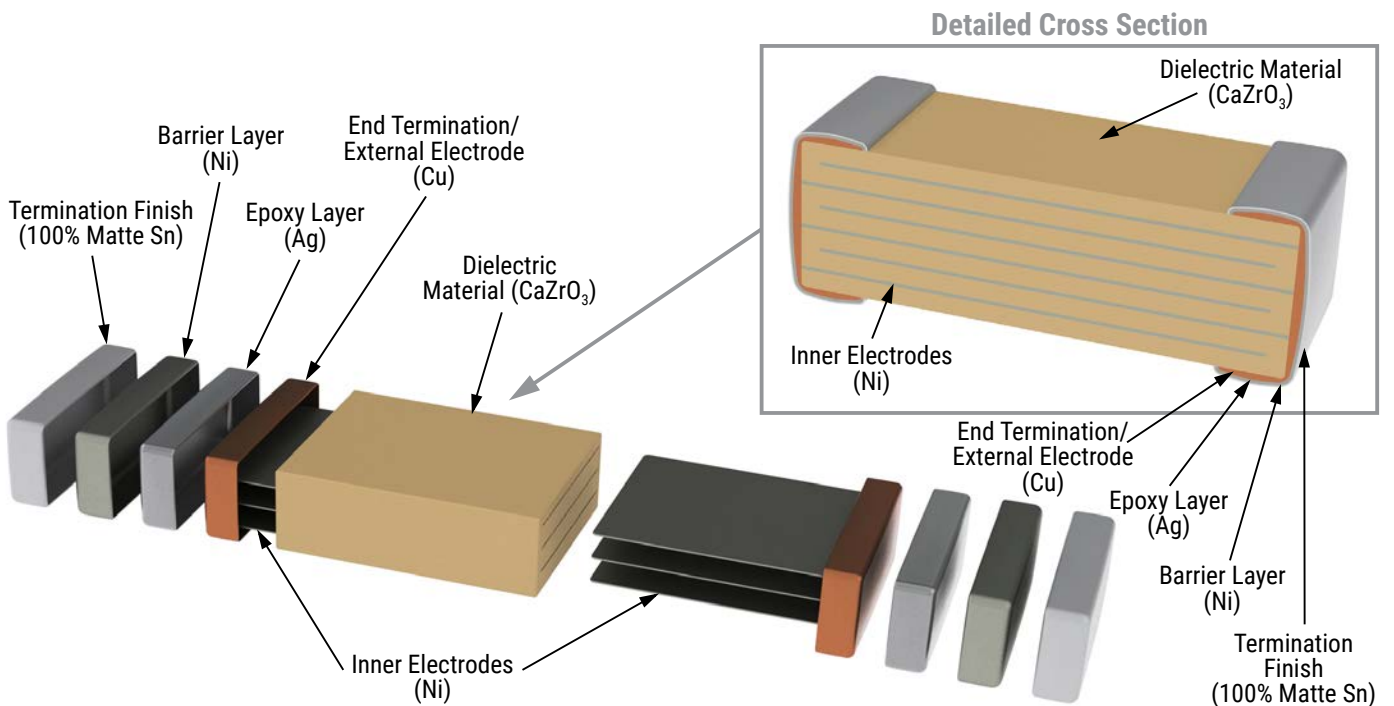 Detailed Cross Section
Dielectric Material
(CaZrO₃)
End Termination/
External Electrode
(Cu)
Barrier Layer
(Ni)
Termination Finish
(100% Matte Sn)
Epoxy Layer
(Ag)
Dielectric
Material (CaZrO₃)
Inner Electrodes
(Ni)
End Termination/
External Electrode
(Cu)
Epoxy Layer
(Ag)
Barrier Layer
(Ni)
Termination
Finish
(100% Matte Sn)
Inner Electrodes
(Ni)